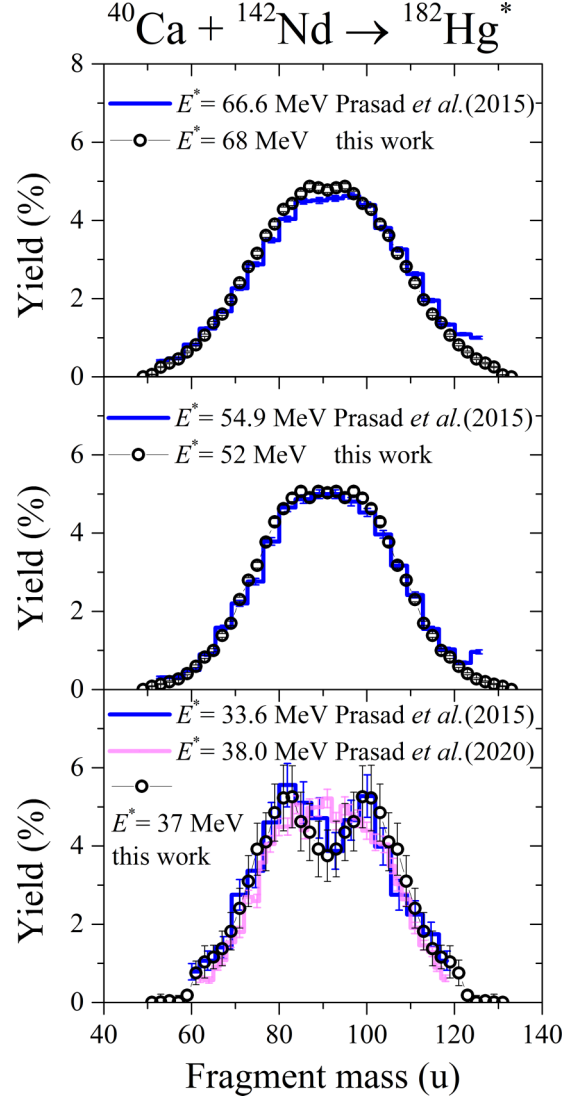 ⁴⁰Ca + ¹⁴²Nd → ¹⁸²Hg*
8
E* = 66.6 MeV Prasad et al.(2015)
E* = 68 MeV this work
6
4
2
0
Yield (%)
E* = 54.9 MeV Prasad et al.(2015)
E* = 52 MeV this work
6
4
2
0
Yield (%)
E* = 33.6 MeV Prasad et al.(2015)
E* = 38.0 MeV Prasad et al.(2020)
E* = 37 MeV
this work
6
4
2
0
Yield (%)
40 60 80 100 120 140
Fragment mass (u)